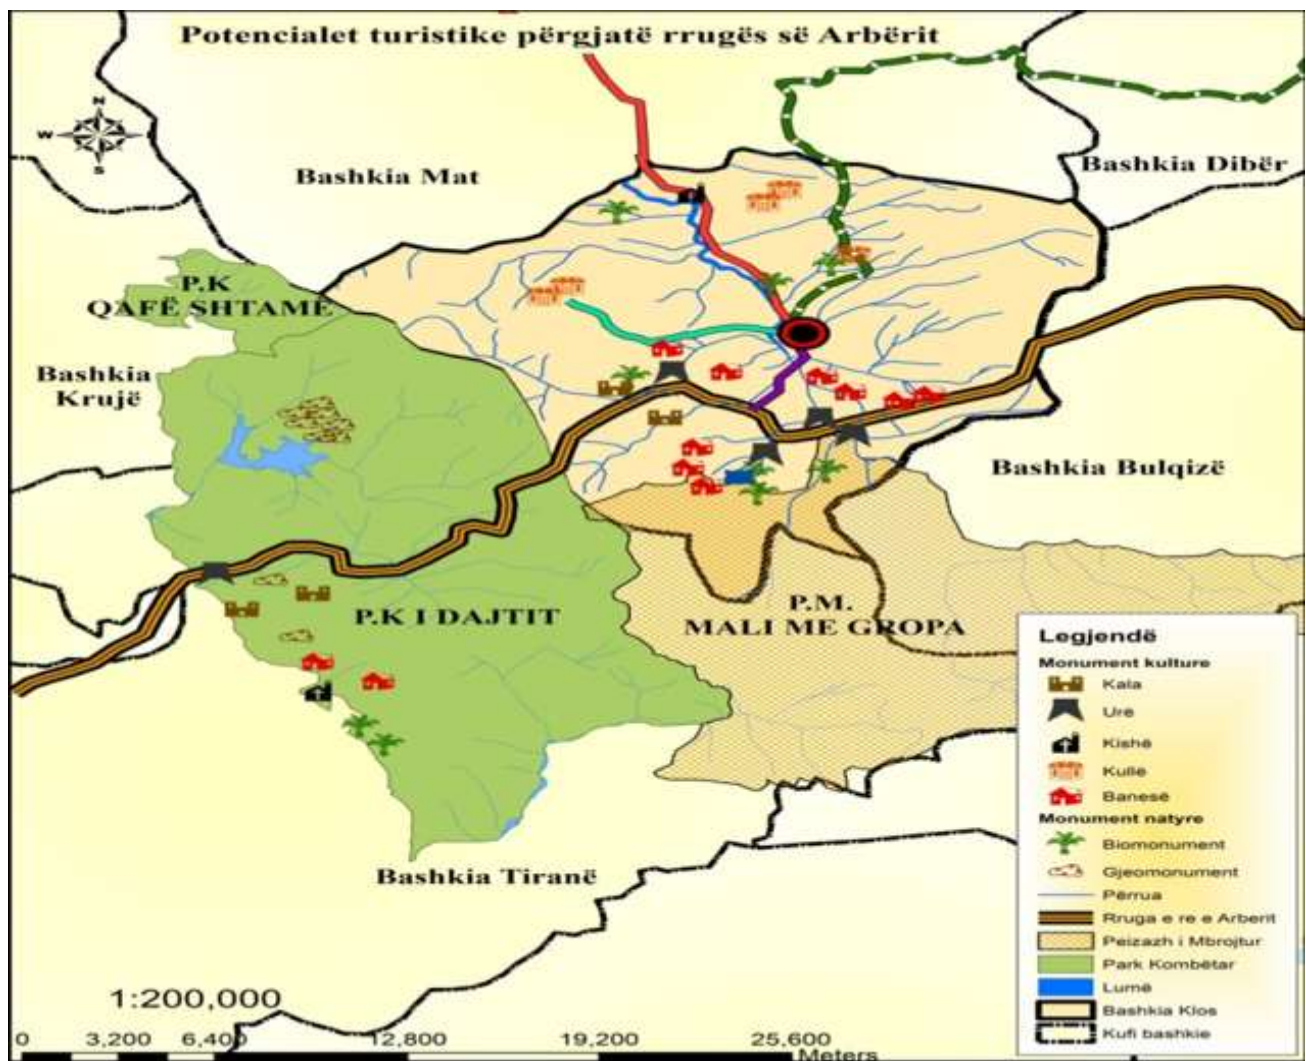 Potencialet turistike përgjatë rrugës së Arbërit
N
W
E
S
Bashkia Mat
Bashkia Dibër
P.K
QAFË SHTAMË
Bashkia
Krujë
Bashkia Bulqizë
P.K I DAJTIT
P.M.
MALI ME GROPA
Bashkia Tiranë
Legjendë
Monument kulture
Kala
Urë
Kishë
Kullë
Banesë
Monument natyre
Biomonument
Gjeomonument
Përrua
Rruga e re e Arberit
Peizazh i Mbrojtur
Park Kombëtar
Lumë
Bashkia Klos
Kufi bashkie
1:200,000
0 3,200 6,400 12,800 19,200 25,600
Meters